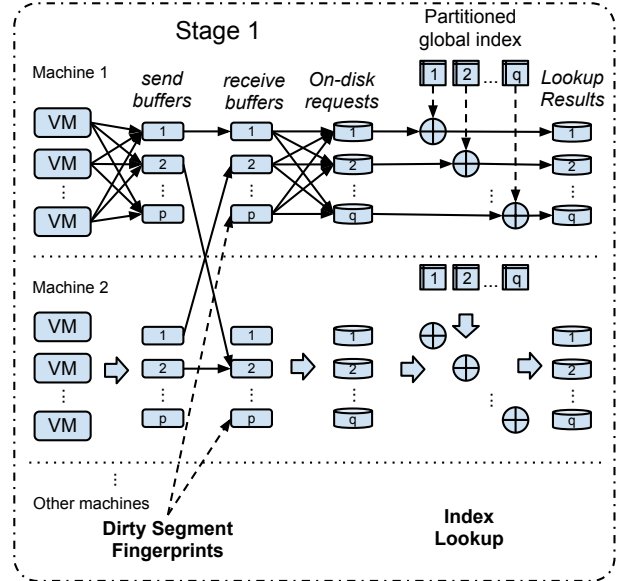 Stage 1
Partitioned
global index
Machine 1
send
buffers
receive
buffers
On-disk
requests
1 2 ... q
Lookup
Results
VM 1 1 1 1
VM 2 2 2 2
... ... ... ... ... ...
VM p p q q
Machine 2
1 2 ... q
VM 1 1 1 1
VM 2 2 2 2
... ... ... ... ... ...
VM p p q q
...
Other machines
Dirty Segment
Fingerprints
Index
Lookup